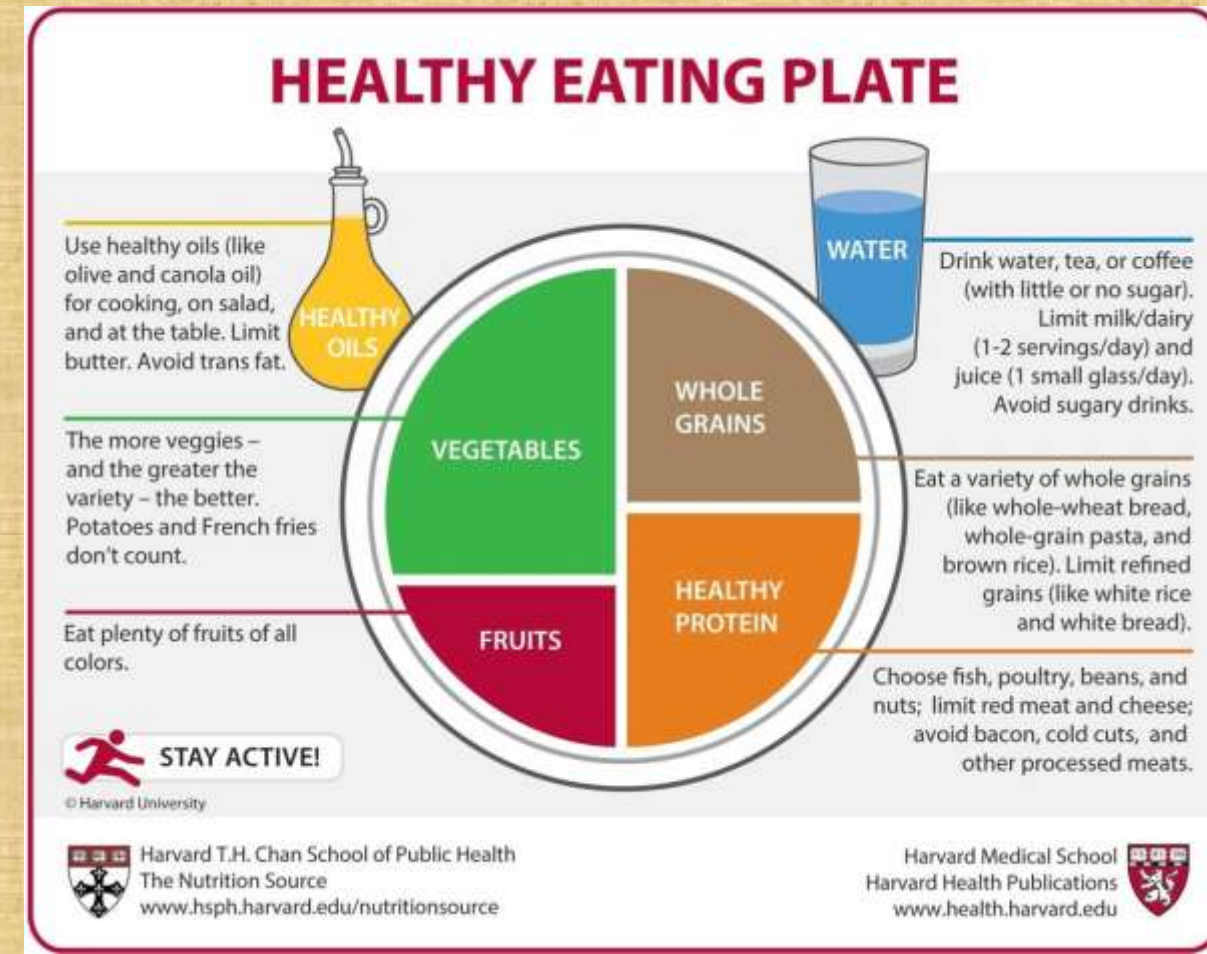 HEALTHY EATING PLATE
Use healthy oils (like
olive and canola oil)
for cooking, on salad,
and at the table. Limit
butter. Avoid trans fat.
HEALTHY
OILS
The more veggies –
and the greater the
variety – the better.
Potatoes and French fries
don't count.
Eat plenty of fruits of all
colors.
VEGETABLES
FRUITS
WHOLE
GRAINS
HEALTHY
PROTEIN
WATER
Drink water, tea, or coffee
(with little or no sugar).
Limit milk/dairy
(1-2 servings/day) and
juice (1 small glass/day).
Avoid sugary drinks.
Eat a variety of whole grains
(like whole-wheat bread,
whole-grain pasta, and
brown rice). Limit refined
grains (like white rice
and white bread).
Choose fish, poultry, beans, and
nuts; limit red meat and cheese;
avoid bacon, cold cuts, and
other processed meats.
STAY ACTIVE!
© Harvard University
Harvard T.H. Chan School of Public Health
The Nutrition Source
www.hsph.harvard.edu/nutritionsource
Harvard Medical School
Harvard Health Publications
www.health.harvard.edu